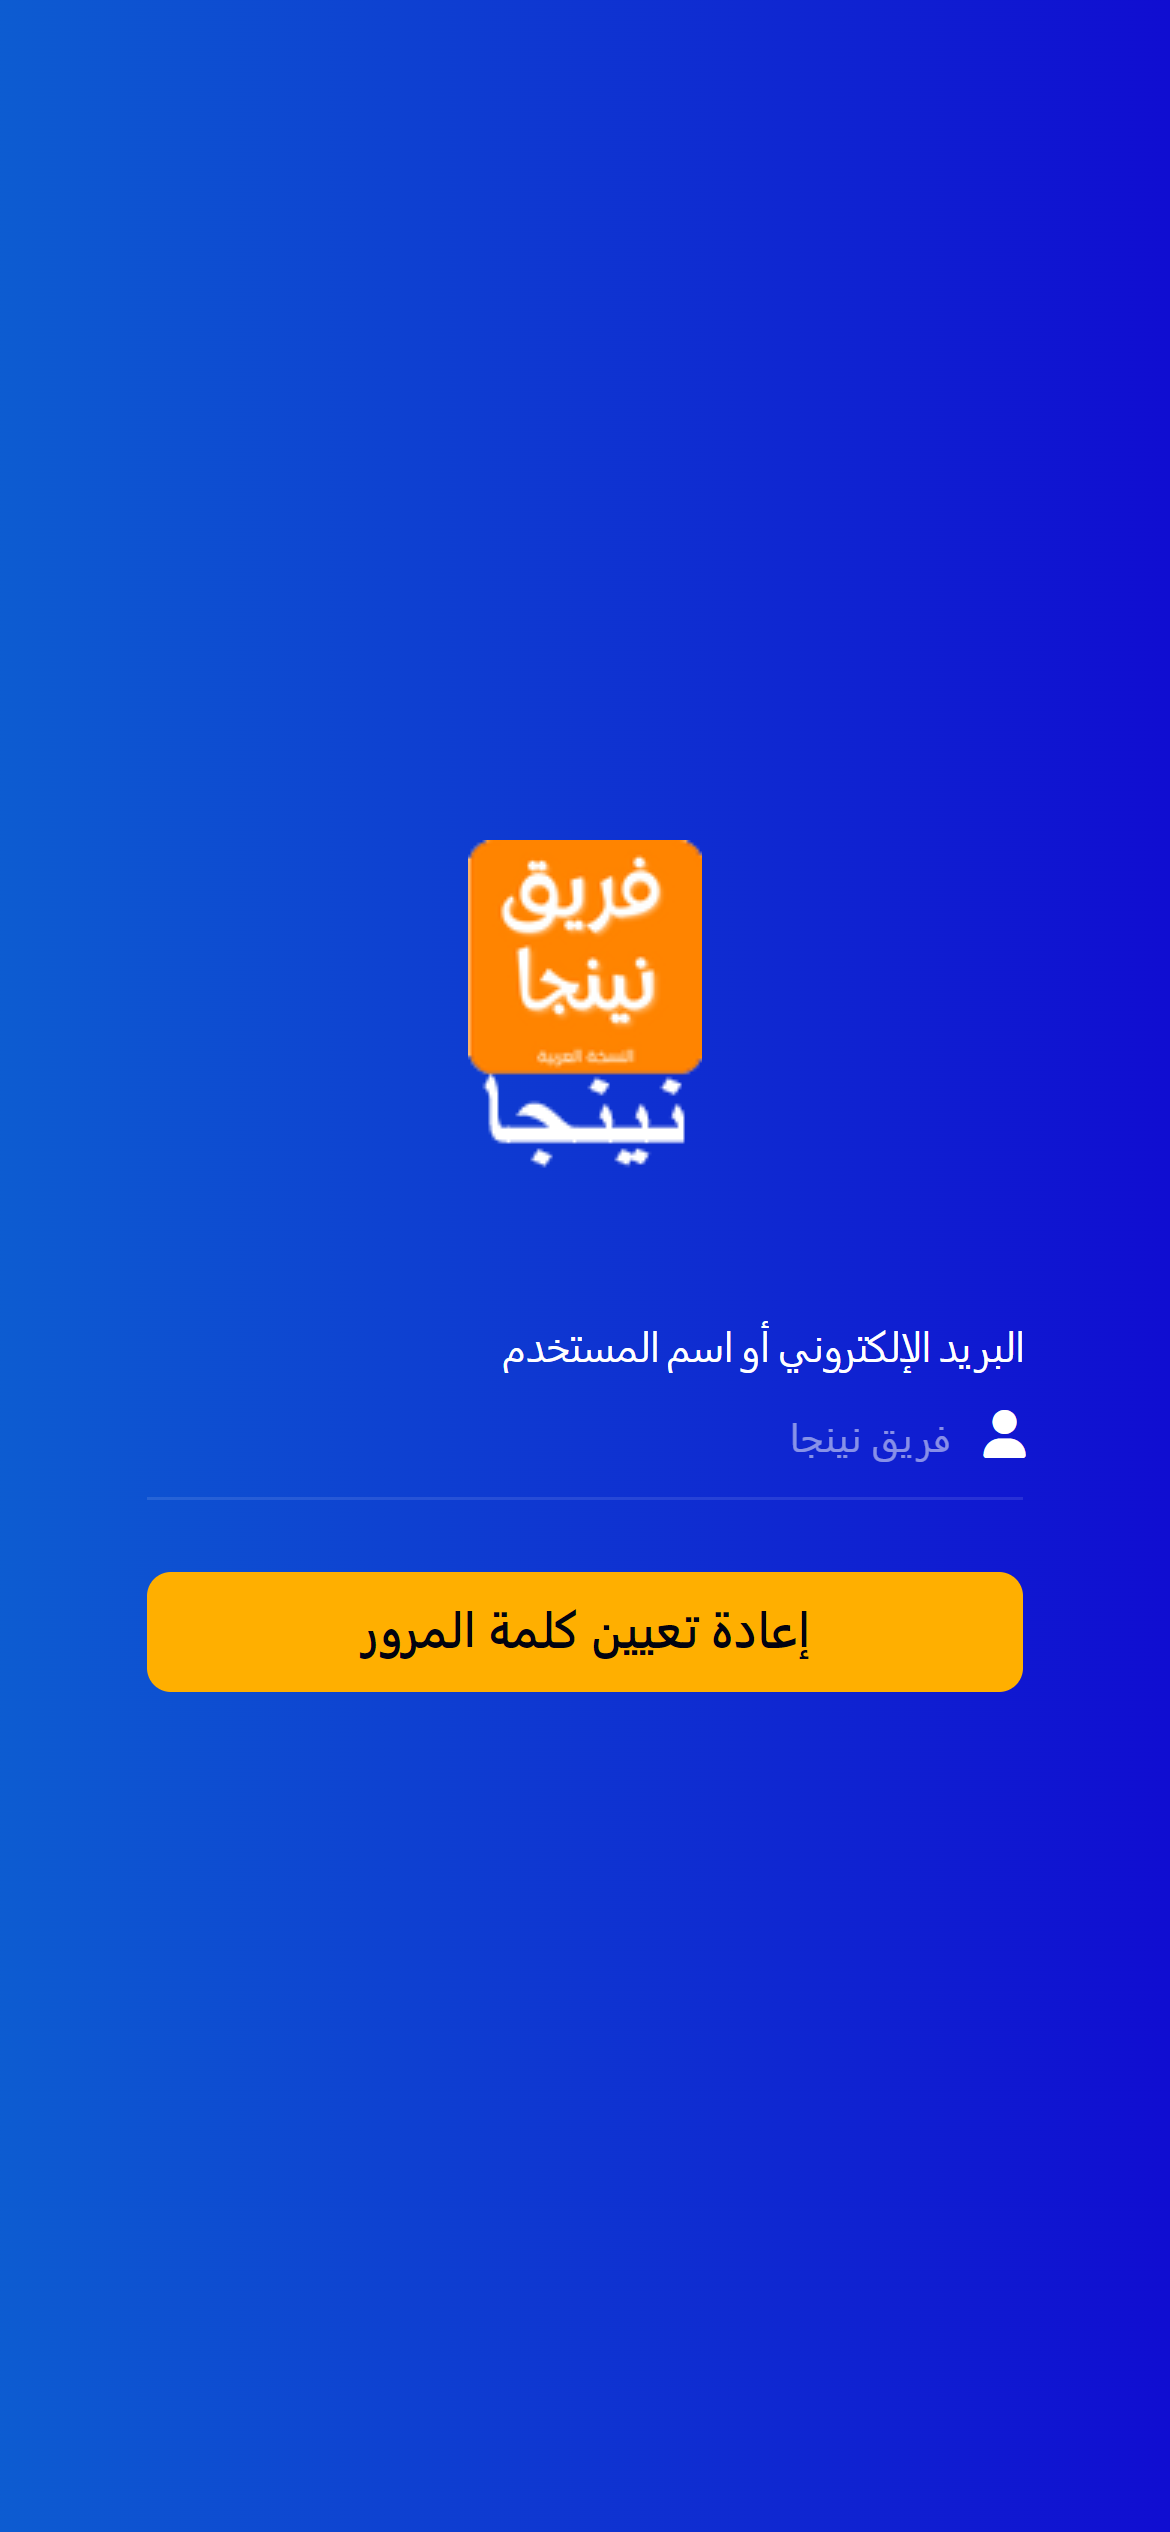 فريق
نينجا
النسخة العربية
نينجا
البريد الإلكتروني أو اسم المستخدم
فريق نينجا
إعادة تعيين كلمة المرور